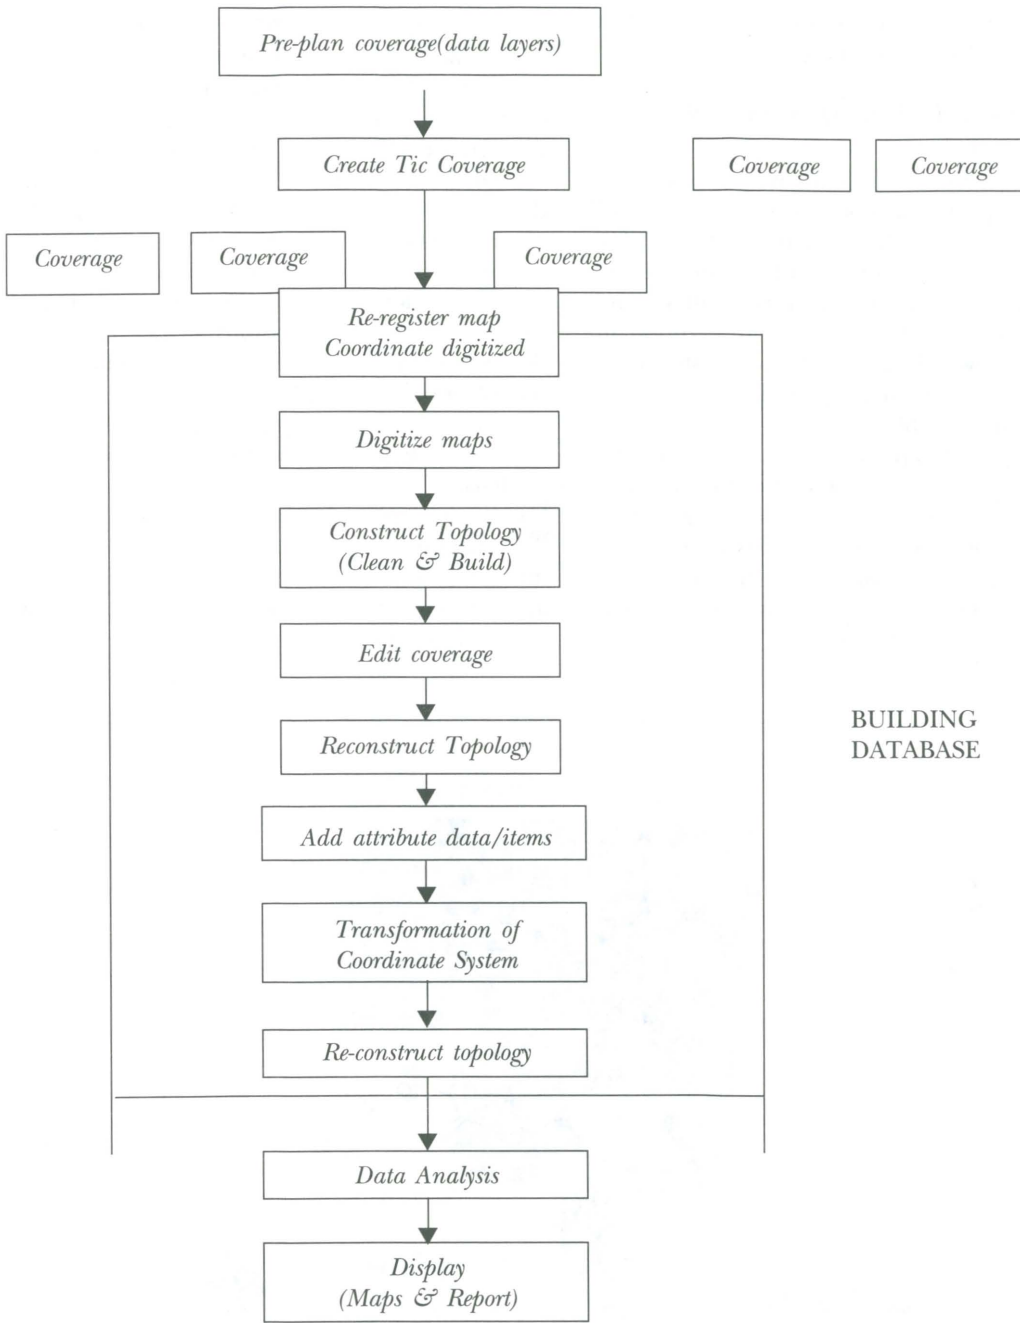 Pre-plan coverage(data layers)
Create Tic Coverage
Coverage
Coverage
Coverage
Coverage
Coverage
Re-register map
Coordinate digitized
Digitize maps
Construct Topology
(Clean & Build)
Edit coverage
Reconstruct Topology
BUILDING
DATABASE
Add attribute data/items
Transformation of
Coordinate System
Re-construct topology
Data Analysis
Display
(Maps & Report)